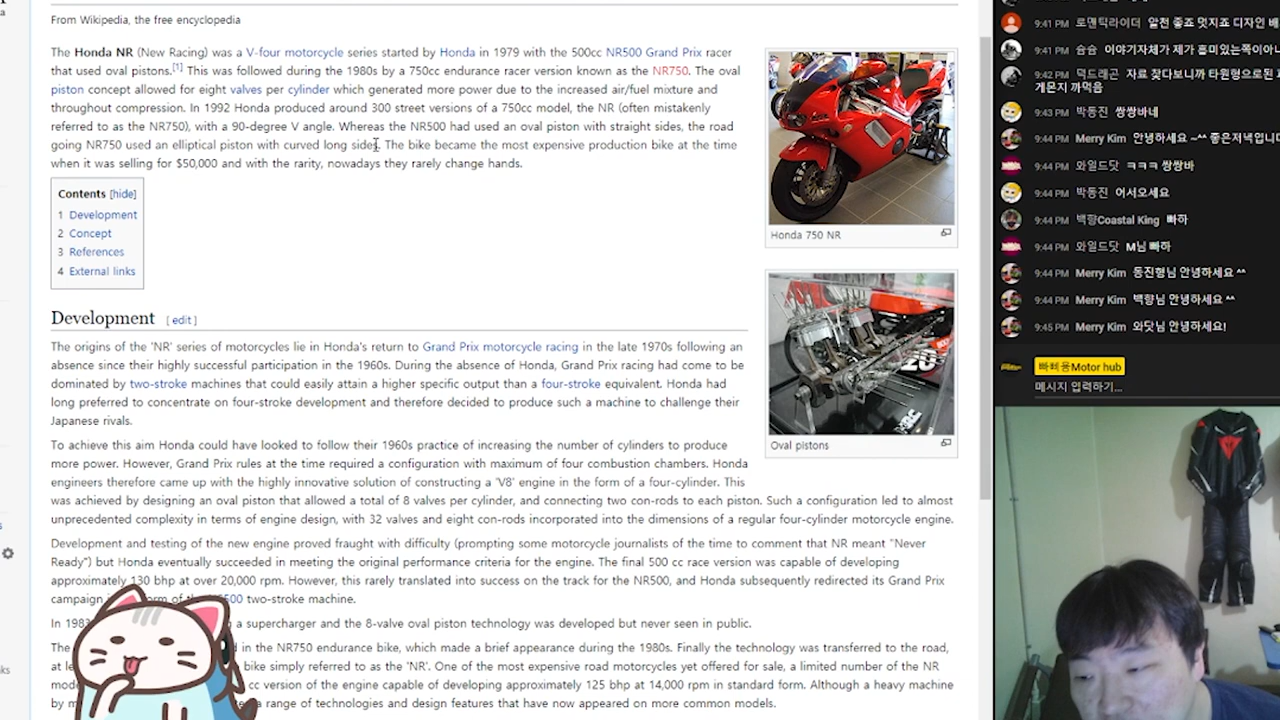 From Wikipedia, the free encyclopedia
The Honda NR (New Racing) was a V-four motorcycle series started by Honda in 1979 with the 500cc NR500 Grand Prix racer
that used oval pistons.[1] This was followed during the 1980s by a 750cc endurance racer version known as the NR750. The oval
piston concept allowed for eight valves per cylinder which generated more power due to the increased air/fuel mixture and
throughout compression. In 1992 Honda produced around 300 street versions of a 750cc model, the NR (often mistakenly
referred to as the NR750), with a 90-degree V angle. Whereas the NR500 had used an oval piston with straight sides, the road
going NR750 used an elliptical piston with curved long sides. The bike became the most expensive production bike at the time
when it was selling for $50,000 and with the rarity, nowadays they rarely change hands.
Honda 750 NR
Contents [hide]
1 Development
2 Concept
3 References
4 External links
Oval pistons
Development [ edit ]
The origins of the 'NR' series of motorcycles lie in Honda's return to Grand Prix motorcycle racing in the late 1970s following an
absence since their highly successful participation in the 1960s. During the absence of Honda, Grand Prix racing had come to be
dominated by two-stroke machines that could easily attain a higher specific output than a four-stroke equivalent. Honda had
long preferred to concentrate on four-stroke development and therefore decided to produce such a machine to challenge their
Japanese rivals.
To achieve this aim Honda could have looked to follow their 1960s practice of increasing the number of cylinders to produce
more power. However, Grand Prix rules at the time required a configuration with maximum of four combustion chambers. Honda
engineers therefore came up with the highly innovative solution of constructing a 'V8' engine in the form of a four-cylinder. This
was achieved by designing an oval piston that allowed a total of 8 valves per cylinder, and connecting two con-rods to each piston. Such a configuration led to almost
unprecedented complexity in terms of engine design, with 32 valves and eight con-rods incorporated into the dimensions of a regular four-cylinder motorcycle engine.
Development and testing of the new engine proved fraught with difficulty (prompting some motorcycle journalists of the time to comment that NR meant "Never
Ready") but Honda eventually succeeded in meeting the original performance criteria for the engine. The final 500 cc race version was capable of developing
approximately 130 bhp at over 20,000 rpm. However, this rarely translated into success on the track for the NR500, and Honda subsequently redirected its Grand Prix
campaign orm of the 500 two-stroke machine.
In 1983 a supercharger and the 8-valve oval piston technology was developed but never seen in public.
The in the NR750 endurance bike, which made a brief appearance during the 1980s. Finally the technology was transferred to the road,
at bike simply referred to as the 'NR'. One of the most expensive road motorcycles yet offered for sale, a limited number of the NR
cc version of the engine capable of developing approximately 125 bhp at 14,000 rpm in standard form. Although a heavy machine
by a range of technologies and design features that have now appeared on more common models.
9:41 PM 로맨탁라이더 알전 좋죠 멋지죠 디자인
9:41 PM 슘슘 이야기자체가 제가 흥미있는쪽이아
9:42 PM 덕드래곤 자료 찾다보니까 타원형으로된
게몬지 까먹음
9:43 PM 박동진 쌍쌍바네
9:44 PM Merry Kim 안녕하세요 ~^^ 좋은저녁입니
9:44 PM 와일드닷 ㅋㅋㅋ 쌍쌍바
9:44 PM 박동진 어서오세요
9:44 PM 백향Coastal King 빠하
9:44 PM 와일드닷 M님 빠하
9:44 PM Merry Kim 동진형님 안녕하세요 ^^
9:44 PM Merry Kim 백향님 안녕하세요 ^^
9:45 PM Merry Kim 와닷님 안녕하세요!
빠삐용Motor hub
메시지 입력하기...